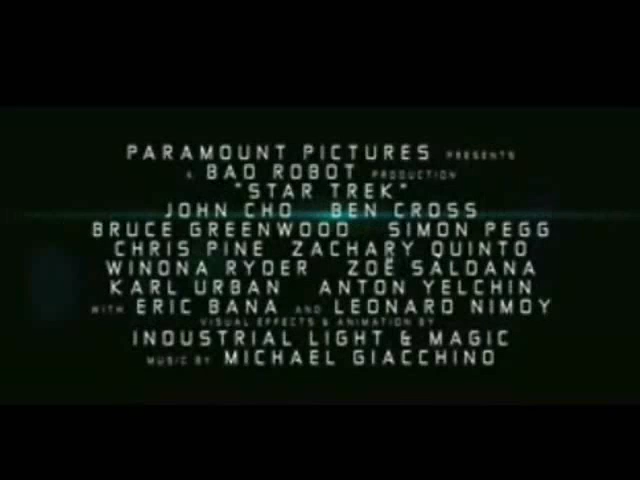 PARAMOUNT PICTURES PRESENTS
A BAD ROBOT PRODUCTION
"STAR TREK"
JOHN CHO BEN CROSS
BRUCE GREENWOOD SIMON PEGG
CHRIS PINE ZACHARY QUINTO
WINONA RYDER ZOË SALDANA
KARL URBAN ANTON YELCHIN
WITH ERIC BANA AND LEONARD NIMOY
VISUAL EFFECTS & ANIMATION BY
INDUSTRIAL LIGHT & MAGIC
MUSIC BY MICHAEL GIACCHINO